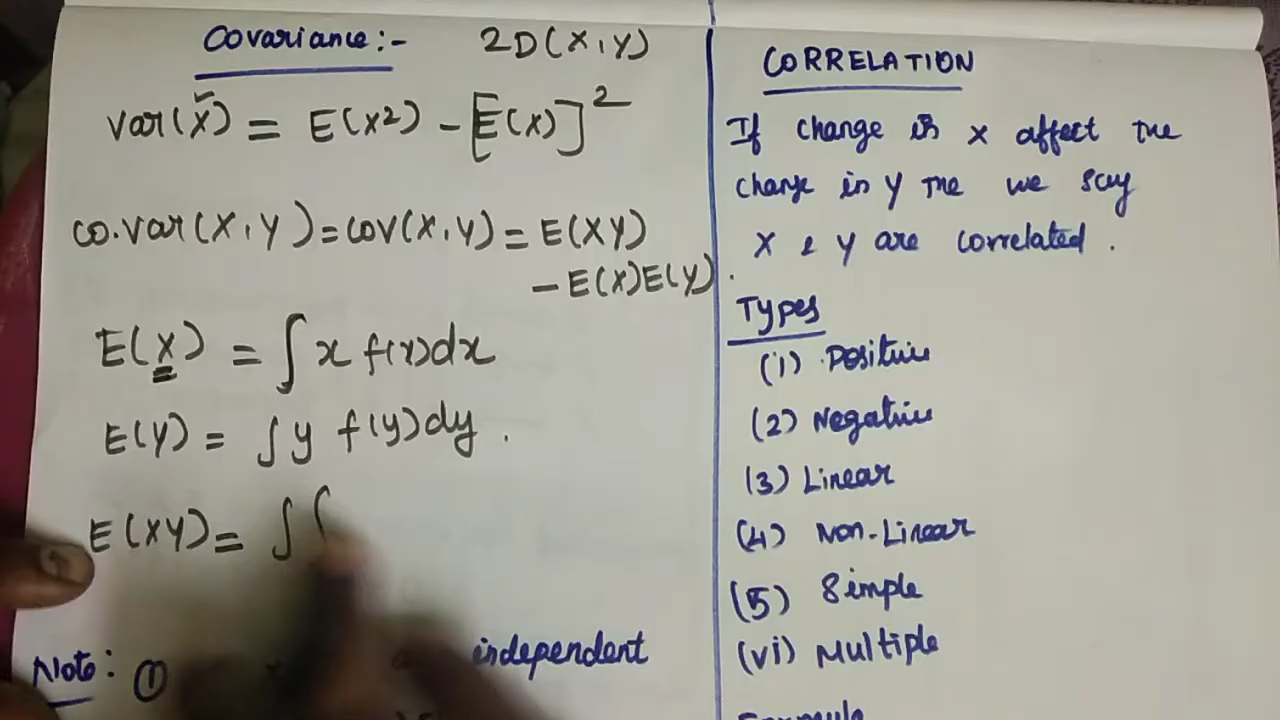 Covariance:- 2D(X,Y)
Var(X) = E(X²) - [E(X)]²
co.var(X,Y) = cov(X,Y) = E(XY)
- E(X)E(Y).
E(X) = ∫ x f(x)dx
E(Y) = ∫ y f(y)dy.
E(XY) = ∫∫
Note: ①
independent
CORRELATION
If change in x affect the
change in y the we say
x & y are correlated.
Types
(1) Positive
(2) Negative
(3) Linear
(4) Non-Linear
(5) Simple
(vi) Multiple
Formula